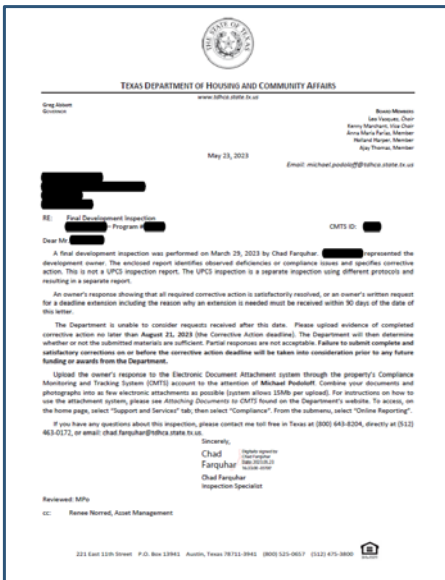 TEXAS DEPARTMENT OF HOUSING AND COMMUNITY AFFAIRS
www.tdhca.state.tx.us
Greg Abbott
Governor
BOARD MEMBERS
Leo Vasquez, Chair
Kenny Marchant, Vice Chair
Anna Maria Farías, Member
Holland Harper, Member
Ajay Thomas, Member
May 23, 2023
Email: michael.podoloff@tdhca.state.tx.us
RE: Final Development Inspection
– Program # CMTS ID:
Dear Mr.
A final development inspection was performed on March 29, 2023 by Chad Farquhar. represented the
development owner. The enclosed report identifies observed deficiencies or compliance issues and specifies corrective
action. This is not a UPCS inspection report. The UPCS inspection is a separate inspection using different protocols and
resulting in a separate report.
An owner's response showing that all required corrective action is satisfactorily resolved, or an owner's written request
for a deadline extension including the reason why an extension is needed must be received within 90 days of the date of
this letter.
The Department is unable to consider requests received after this date. Please upload evidence of completed
corrective action no later than August 21, 2023 (the Corrective Action deadline). The Department will then determine
whether or not the submitted materials are sufficient. Partial responses are not acceptable. Failure to submit complete and
satisfactory corrections on or before the corrective action deadline will be taken into consideration prior to any future
funding or awards from the Department.
Upload the owner's response to the Electronic Document Attachment system through the property's Compliance
Monitoring and Tracking System (CMTS) account to the attention of Michael Podoloff. Combine your documents and
photographs into as few electronic attachments as possible (system allows 15Mb per upload). For instructions on how to
use the attachment system, please see Attaching Documents to CMTS found on the Department's website. To access, on
the home page, select "Support and Services" tab, then select "Compliance". From the submenu, select "Online Reporting".
If you have any questions about this inspection, please contact me toll free in Texas at (800) 643-8204, directly at (512)
463-0172, or email: chad.farquhar@tdhca.state.tx.us.
Sincerely,
Chad
Farquhar
Digitally signed by
Chad Farquhar
Chad Farquhar
Inspection Specialist
Reviewed: MPo
cc: Renee Norred, Asset Management
221 East 11th Street P.O. Box 13941 Austin, Texas 78711-3941 (800) 525-0657 (512) 475-3800